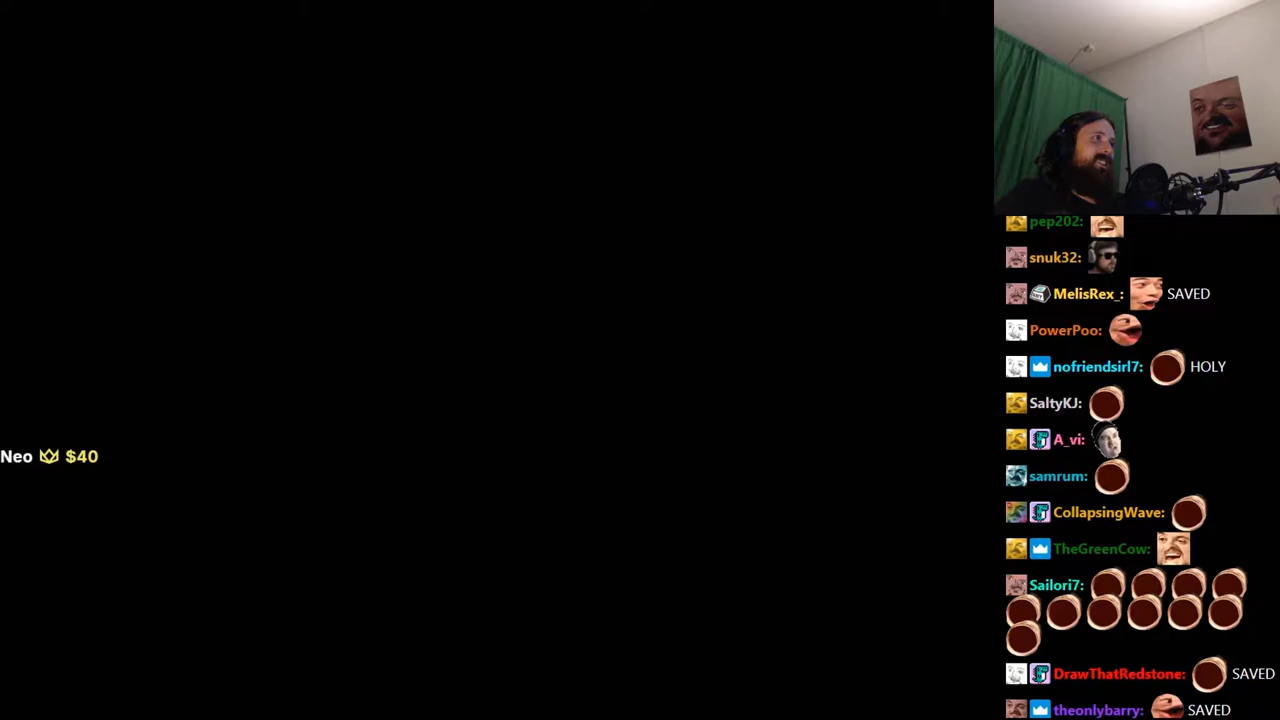 pep202:
snuk32:
MelisRex_: SAVED
PowerPoo:
nofriendsirl7: HOLY
SaltyKJ:
A_vi:
Neo $40
samrum:
CollapsingWave:
TheGreenCow:
Sailori7:
DrawThatRedstone: SAVED
theonlybarry: SAVED